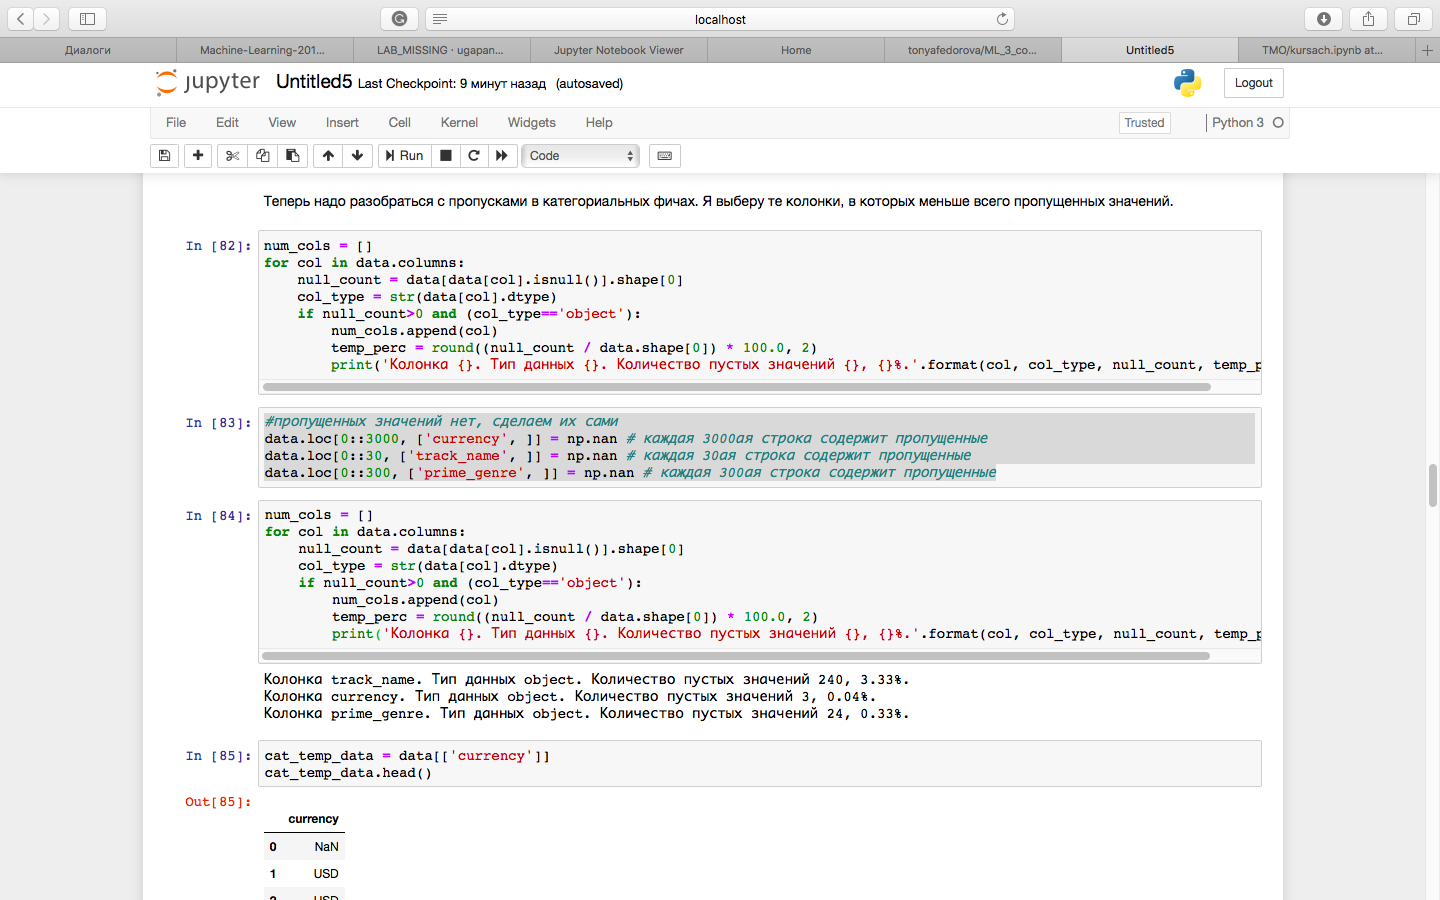 localhost
Диалоги
Machine-Learning-201...
LAB_MISSING · ugapan...
Jupyter Notebook Viewer
Home
tonyafedorova/ML_3_co...
Untitled5
TMO/kursach.ipynb at...
jupyter Untitled5 Last Checkpoint: 9 минут назад (autosaved)
Logout
File Edit View Insert Cell Kernel Widgets Help
Trusted Python 3
Run Code
Теперь надо разобраться с пропусками в категориальных фичах. Я выберу те колонки, в которых меньше всего пропущенных значений.
In [82]: num_cols = []
for col in data.columns:
null_count = data[data[col].isnull()].shape[0]
col_type = str(data[col].dtype)
if null_count>0 and (col_type=='object'):
num_cols.append(col)
temp_perc = round((null_count / data.shape[0]) * 100.0, 2)
print('Колонка {}. Тип данных {}. Количество пустых значений {}, {}%.'.format(col, col_type, null_count, temp_p
In [83]: #пропущенных значений нет, сделаем их сами
data.loc[0::3000, ['currency', ]] = np.nan # каждая 3000ая строка содержит пропущенные
data.loc[0::30, ['track_name', ]] = np.nan # каждая 30ая строка содержит пропущенные
data.loc[0::300, ['prime_genre', ]] = np.nan # каждая 300ая строка содержит пропущенные
In [84]: num_cols = []
for col in data.columns:
null_count = data[data[col].isnull()].shape[0]
col_type = str(data[col].dtype)
if null_count>0 and (col_type=='object'):
num_cols.append(col)
temp_perc = round((null_count / data.shape[0]) * 100.0, 2)
print('Колонка {}. Тип данных {}. Количество пустых значений {}, {}%.'.format(col, col_type, null_count, temp_p
Колонка track_name. Тип данных object. Количество пустых значений 240, 3.33%.
Колонка currency. Тип данных object. Количество пустых значений 3, 0.04%.
Колонка prime_genre. Тип данных object. Количество пустых значений 24, 0.33%.
In [85]: cat_temp_data = data[['currency']]
cat_temp_data.head()
Out[85]:
currency
0 NaN
1 USD
2 USD